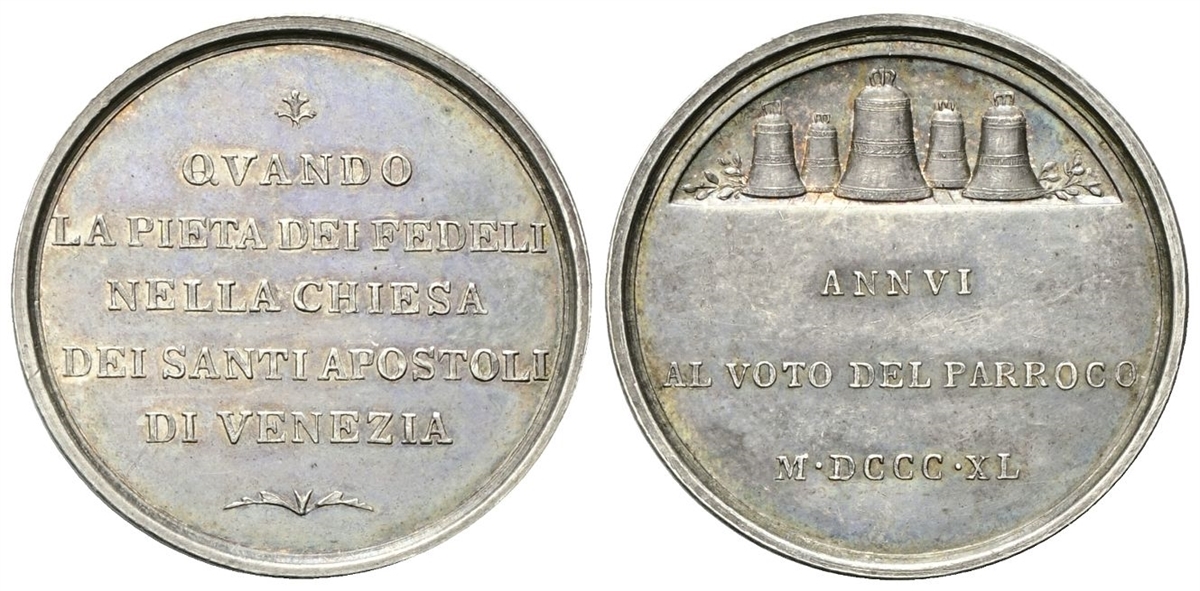 QVANDO
LA PIETA DEI FEDELI
NELLA CHIESA
DEI SANTI APOSTOLI
DI VENEZIA
ANNVI
AL VOTO DEL PARROCO
M·DCCC·XL